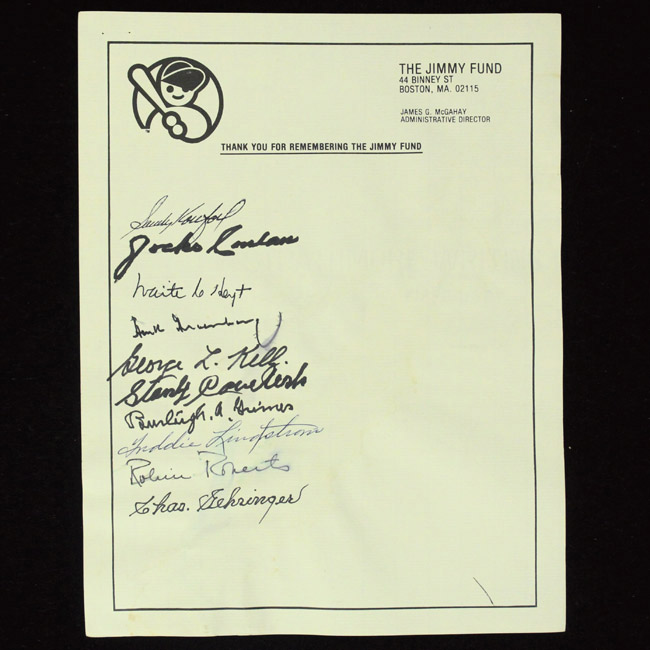 THE JIMMY FUND
44 BINNEY ST
BOSTON, MA. 02115
JAMES G. McGAHAY
ADMINISTRATIVE DIRECTOR
THANK YOU FOR REMEMBERING THE JIMMY FUND
Sandy Koufax
Jocko Conlan
Waite C Hoyt
Hank Greenberg
George L. Kelly
Stanley Coveleski
Burleigh. A. Grimes
Freddie Lindstrom
Robin Roberts
Chas. Gehringer